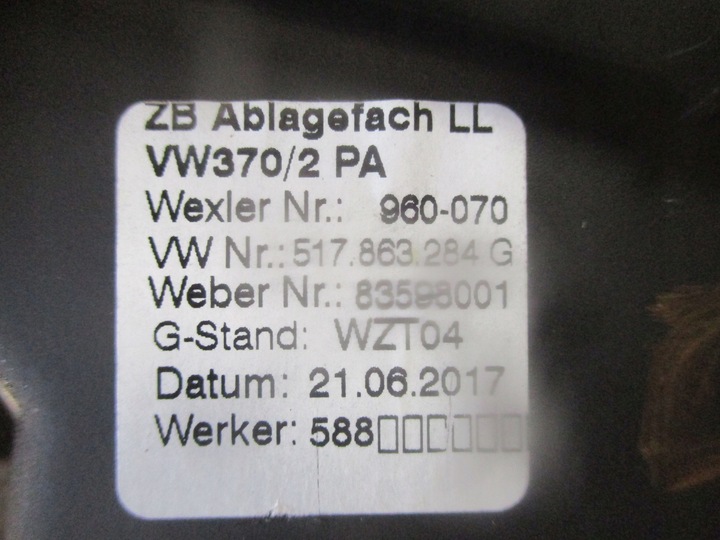 ZB Ablagefach LL
VW370/2 PA
Wexler Nr.: 960-070
VW Nr.: 517.863.284 G
Weber Nr.: 83598001
G-Stand: WZT04
Datum: 21.06.2017
Werker: 588□□□□□□